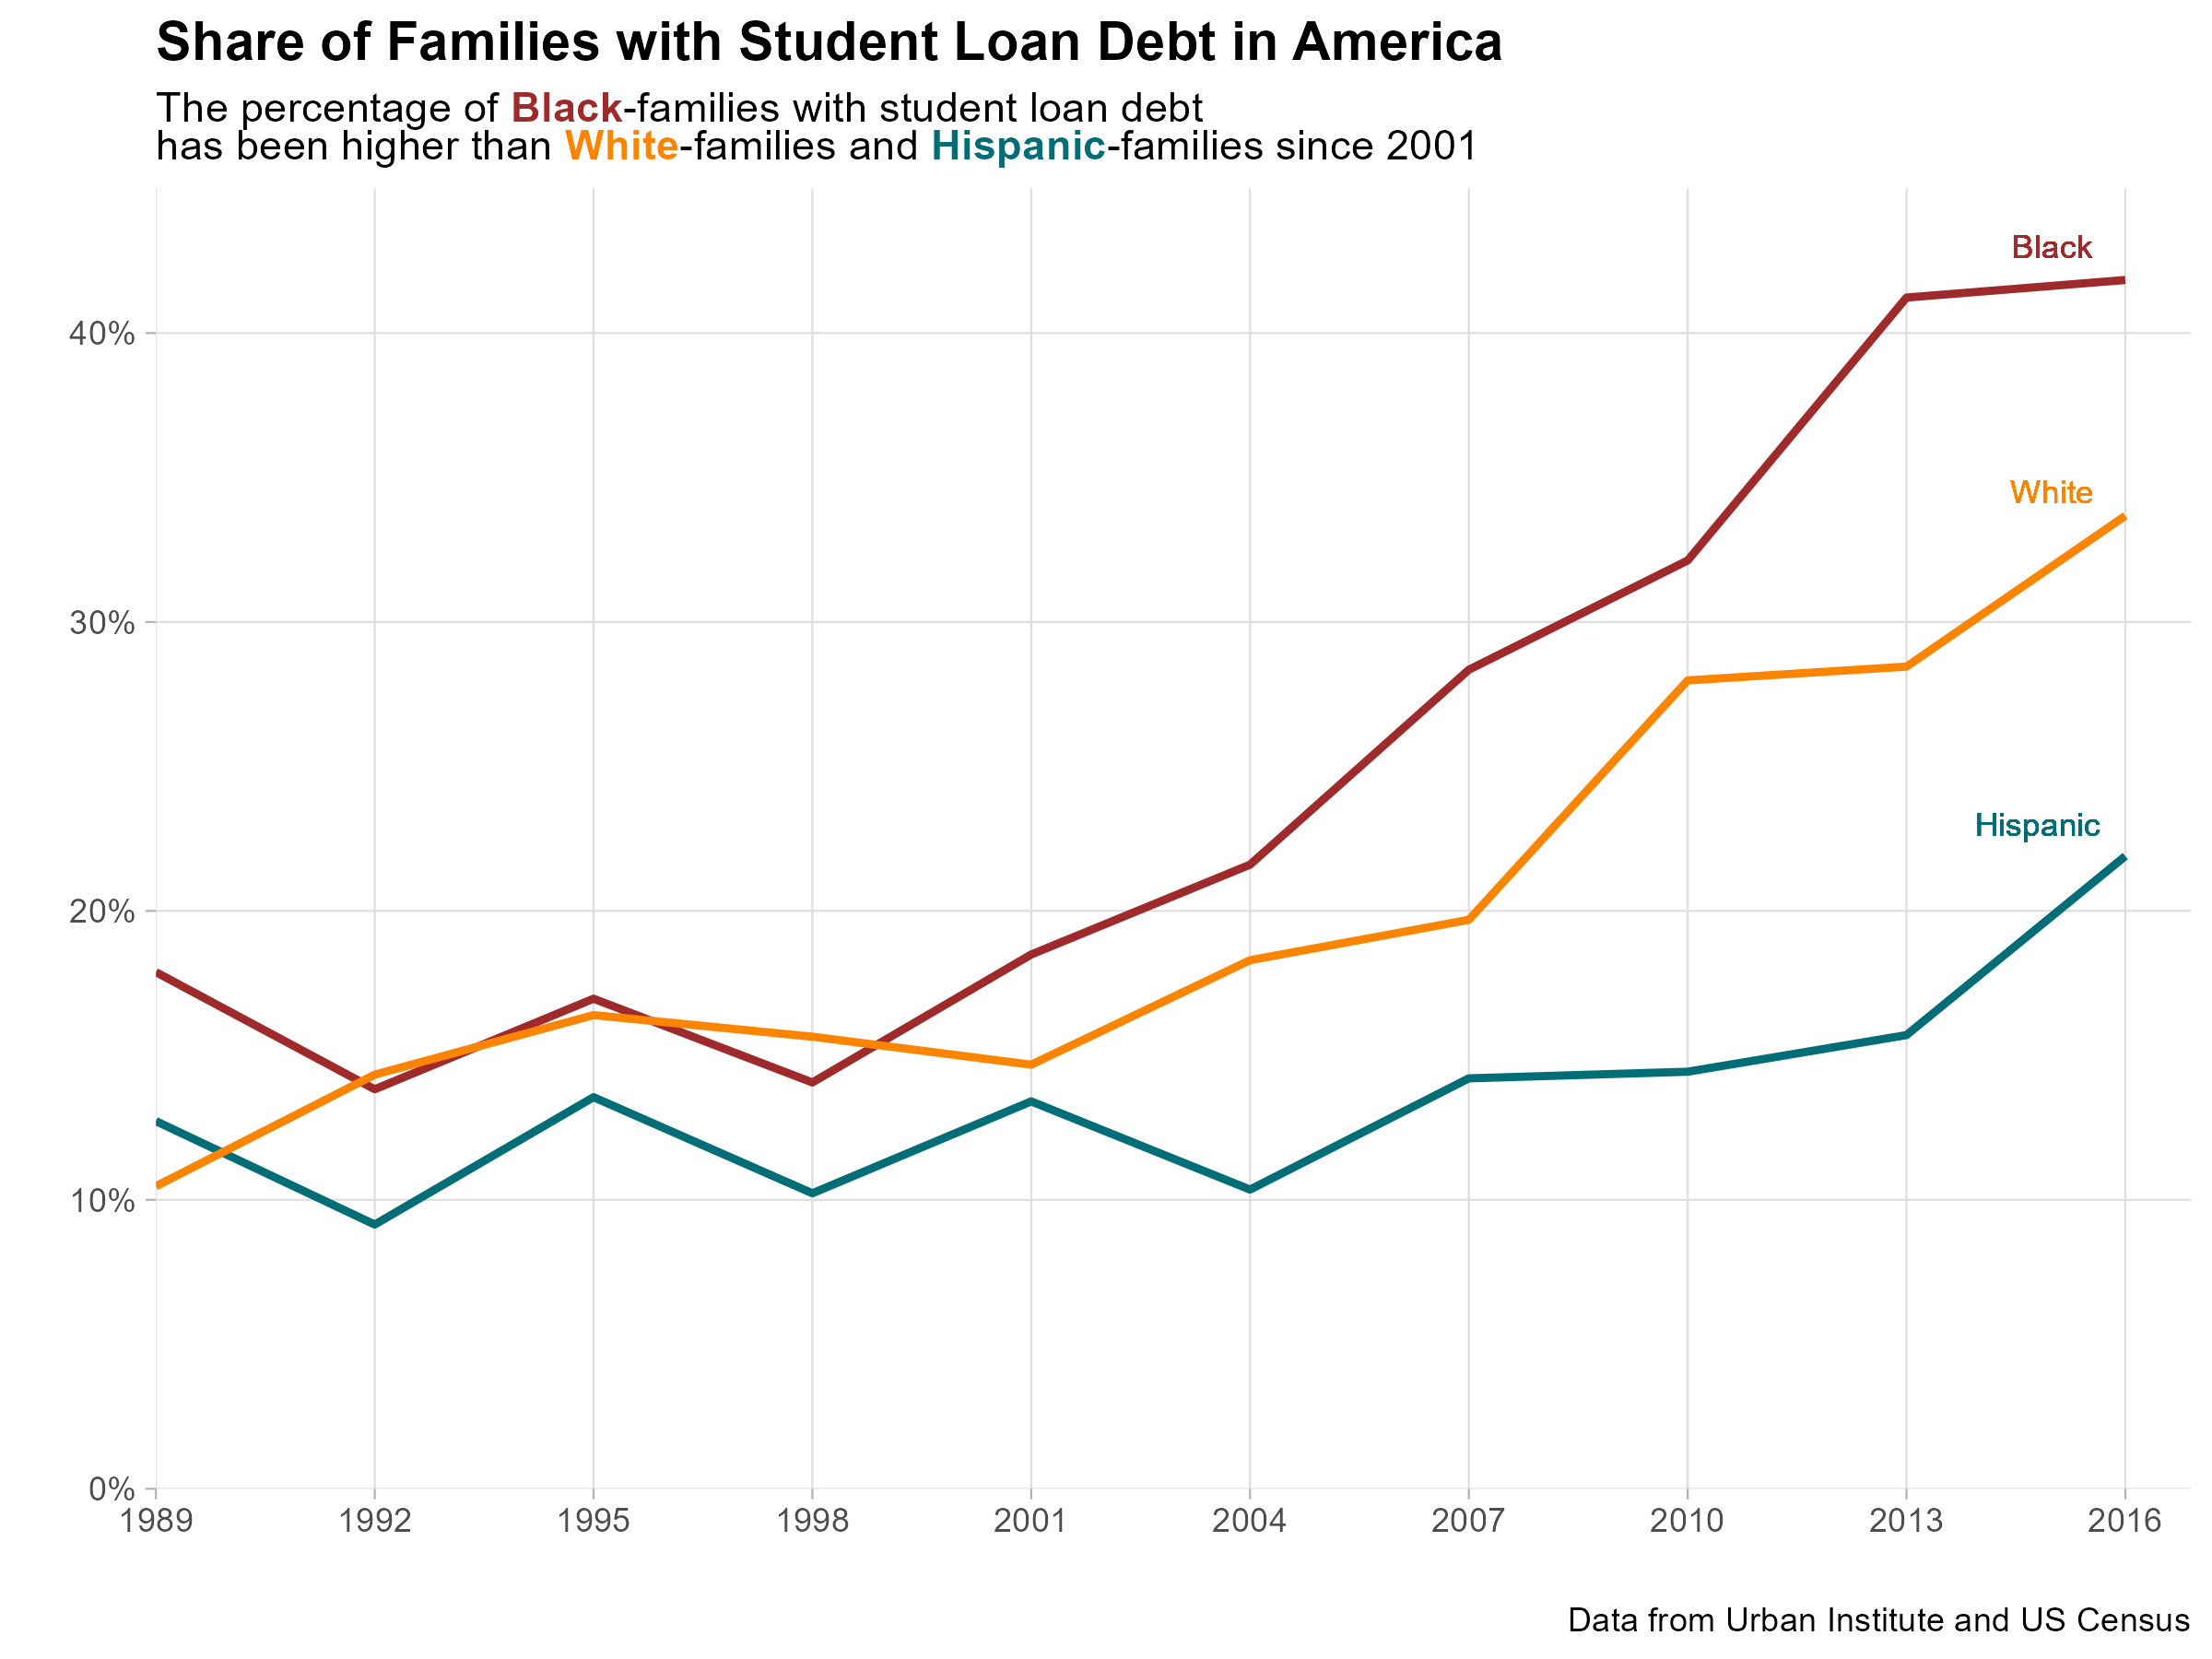 Share of Families with Student Loan Debt in America
The percentage of Black-families with student loan debt
has been higher than White-families and Hispanic-families since 2001
Black
40%
White
30%
Hispanic
20%
10%
0%
1989 1992 1995 1998 2001 2004 2007 2010 2013 2016
Data from Urban Institute and US Census